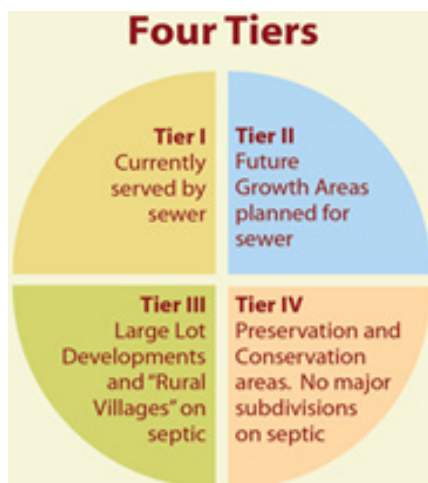 Four Tiers
Tier I
Currently
served by
sewer
Tier II
Future
Growth Areas
planned for
sewer
Tier III
Large Lot
Developments
and "Rural
Villages" on
septic
Tier IV
Preservation and
Conservation
areas. No major
subdivisions
on septic